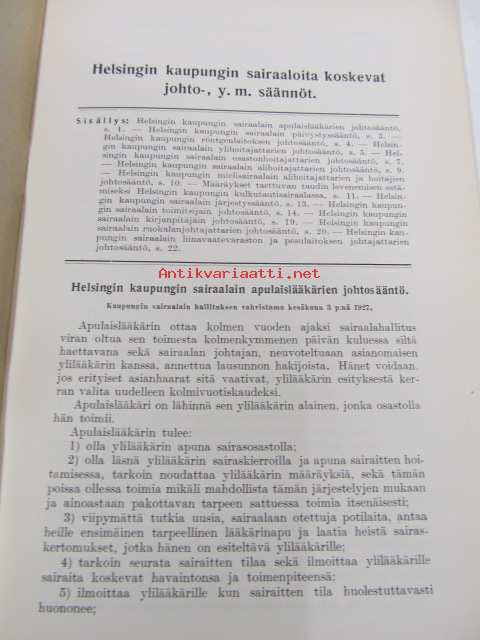 Helsingin kaupungin sairaaloita koskevat
johto-, y. m. säännöt.
Sisällys: Helsingin kaupungin sairaalain apulaislääkärien johtosääntö,
s. 1. — Helsingin kaupungin sairaalain päivystyssääntö, s. 3. —
Helsingin kaupungin röntgenlaitoksen johtosääntö, s. 4. — Helsin-
gin kaupungin sairaalain ylihoitajattarien johtosääntö, s. 5. — Hel-
singin kaupungin sairaalain osastonhoitajattarien johtosääntö, s. 7.
— Helsingin kaupungin sairaalain alihoitajattarien johtosääntö, s. 9.
— Helsingin kaupungin mielisairaalain alihoitajattarien ja hoitajien
johtosääntö, s. 10. — Määräykset tarttuvan taudin leveneinisen estä-
miseksi Helsingin kaupungin kulkutautisairaalassa, s. 11. — Helsin-
gin kaupungin sairaalain järjestyssääntö, s. 13. — Helsingin kaupun-
gin sairaalain toimitsijain johtosääntö, s. 14. — Helsingin kaupungin
sairaalain kirjanpitäjäin johtosääntö, s. 19. — Helsingin kaupungin
sairaalain ruokalanjohtajattarien johtosääntö, s. 20. — Helsingin kau-
pungin sairaalain liinavaatevaraston ja pesulaitoksen johtajattarien
johtosääntö, s. 22.
Antikvariaatti.net
Helsingin kaupungin sairaalain apulaislääkärien johtosääntö.
Kaupungin sairaalain hallituksen vahvistama kesäkuun 3 p:nä 1927.
Apulaislääkärin ottaa kolmen vuoden ajaksi sairaalahallitus
viran oltua sen toimesta kolmenkymmenen päivän kuluessa siltä
haettavana sekä sairaalan johtajan, neuvoteltuaan asianomaisen
ylilääkärin kanssa, annettua lausunnon hakijoista. Hänet voidaan,
jos erityiset asianhaarat sitä vaativat, ylilääkärin esityksestä ker-
ran valita uudelleen kolmivuotiskaudeksi.
Apulaislääkäri on lähinnä sen ylilääkärin alainen, jonka osastolla
hän toimii.
Apulaislääkärin tulee:
1) olla ylilääkärin apuna sairasosastolla;
2) olla läsnä ylilääkärin sairaskierroilla ja apuna sairaitten hoi-
tamisessa, tarkoin noudattaa ylilääkärin määräyksiä, sekä tämän
poissa ollessa toimia mikäli mahdollista tämän järjestelyjen mukaan
ja ainoastaan pakottavan tarpeen sattuessa toimia itsenäisesti;
3) viipymättä tutkia uusia, sairaalaan otettuja potilaita, antaa
heille ensimäinen tarpeellinen lääkärinapu ja laatia heistä sairas-
kertomukset, jotka hänen on esiteltävä ylilääkärille;
4) tarkoin seurata sairaitten tilaa sekä ilmoittaa ylilääkärille
sairaita koskevat havaintonsa ja toimenpiteensä;
5) ilmoittaa ylilääkärille kun sairaitten tila huolestuttavasti
huononee;